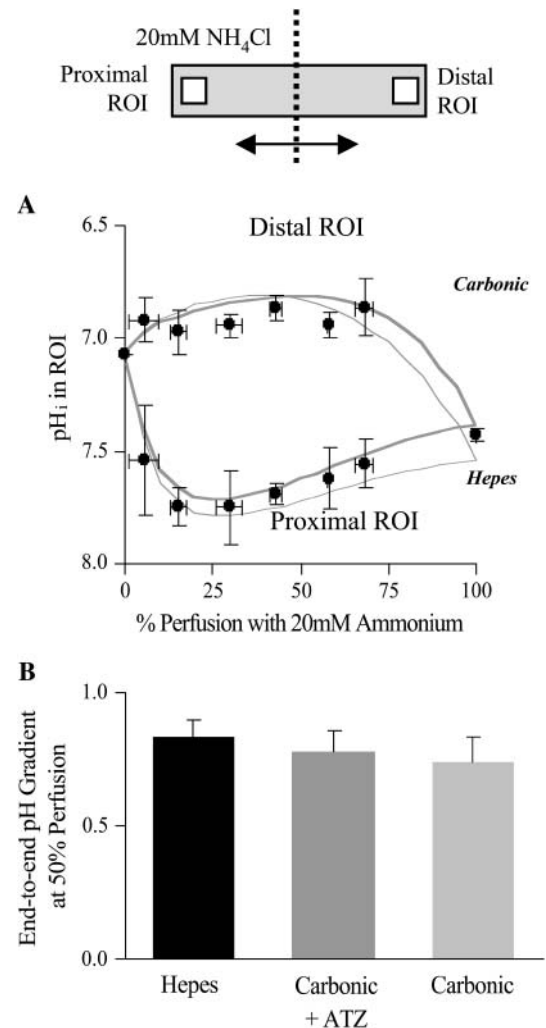 20mM NH₄Cl
Proximal ROI
Distal ROI
A
6.5
7.0
7.5
8.0
pHᵢ in ROI
Distal ROI
Carbonic
Hepes
Proximal ROI
0
25
50
75
100
% Perfusion with 20mM Ammonium
B
1.0
0.5
0.0
End-to-end pH Gradient
at 50% Perfusion
Hepes
Carbonic
+ ATZ
Carbonic